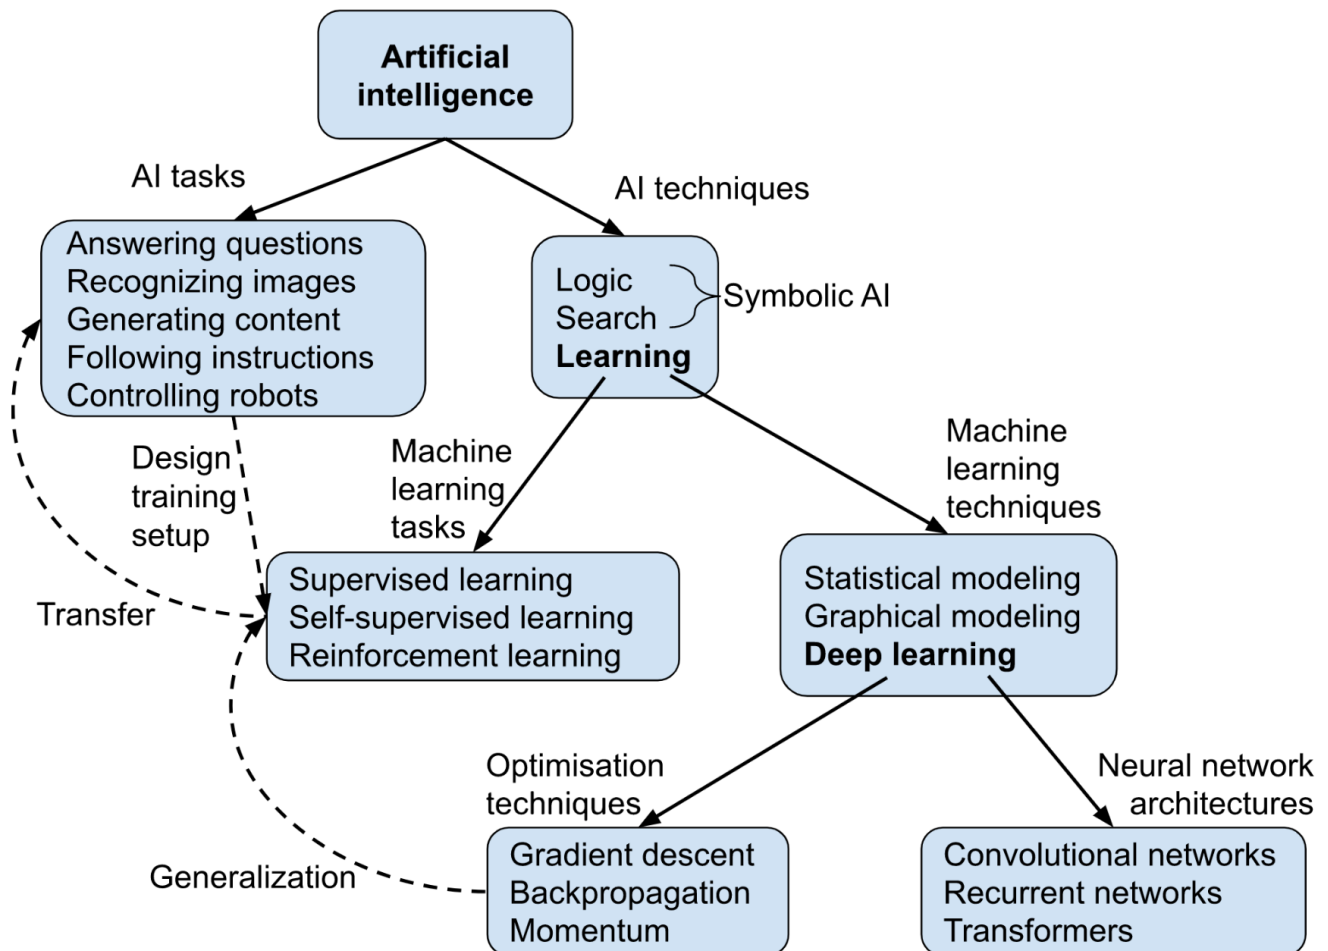 Artificial
intelligence
AI tasks
AI techniques
Answering questions
Recognizing images
Generating content
Following instructions
Controlling robots
Logic
Search
Learning
Symbolic AI
Design
training
setup
Machine
learning
tasks
Machine
learning
techniques
Transfer
Supervised learning
Self-supervised learning
Reinforcement learning
Statistical modeling
Graphical modeling
Deep learning
Optimisation
techniques
Neural network
architectures
Generalization
Gradient descent
Backpropagation
Momentum
Convolutional networks
Recurrent networks
Transformers